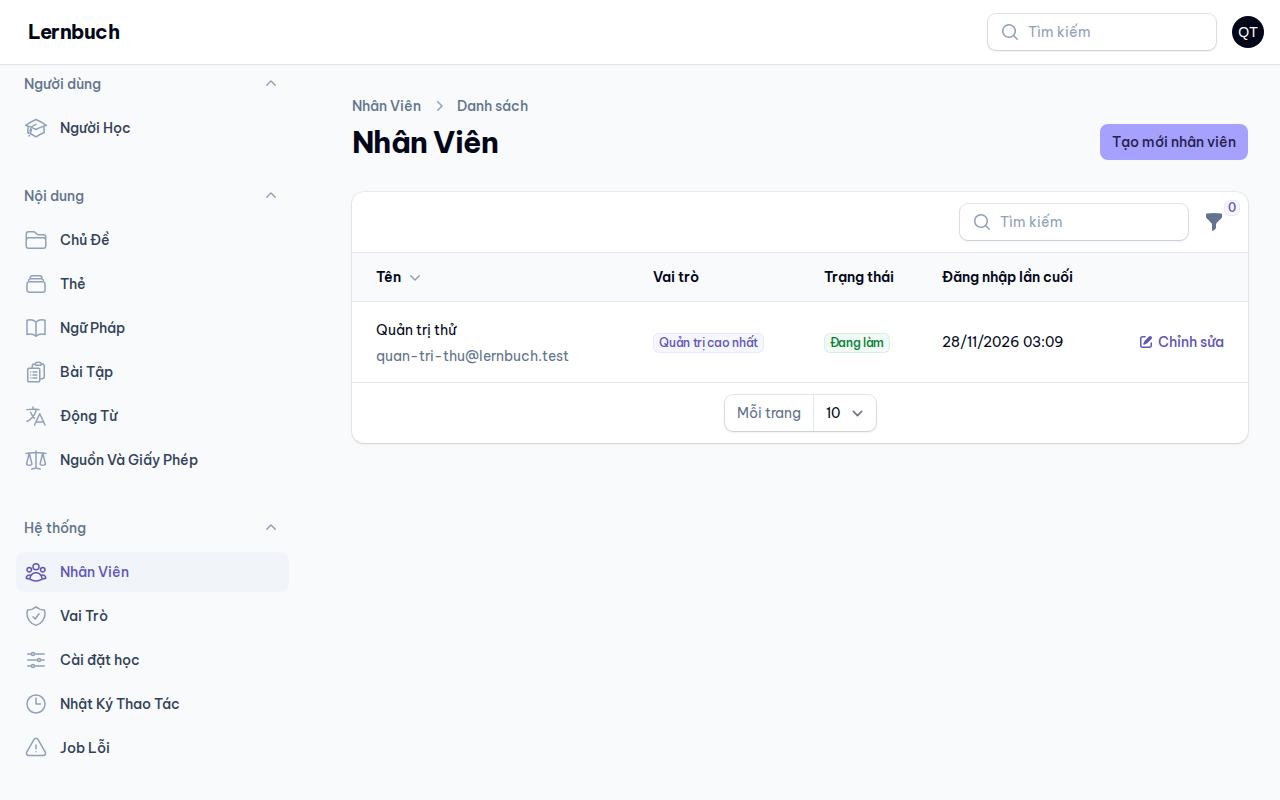 Lernbuch
Tìm kiếm
QT
Người dùng
Người Học
Nội dung
Chủ Đề
Thẻ
Ngữ Pháp
Bài Tập
Động Từ
Nguồn Và Giấy Phép
Hệ thống
Nhân Viên
Vai Trò
Cài đặt học
Nhật Ký Thao Tác
Job Lỗi
Nhân Viên > Danh sách
Nhân Viên
Tạo mới nhân viên
Tìm kiếm
0
Tên Vai trò Trạng thái Đăng nhập lần cuối
Quản trị thử
quan-tri-thu@lernbuch.test
Quản trị cao nhất
Đang làm
28/11/2026 03:09
Chỉnh sửa
Mỗi trang 10